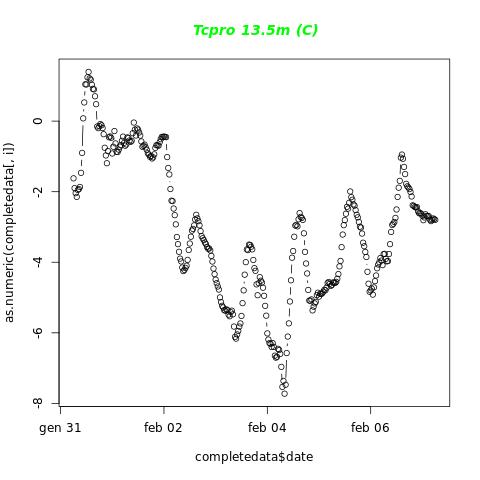 Tcpro 13.5m (C)
as.numeric(completedata[, i])
0
-2
-4
-6
-8
gen 31
feb 02
feb 04
feb 06
completedata$date